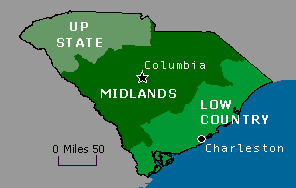 UP
STATE
Columbia
MIDLANDS
LOW
COUNTRY
0 Miles 50
Charleston